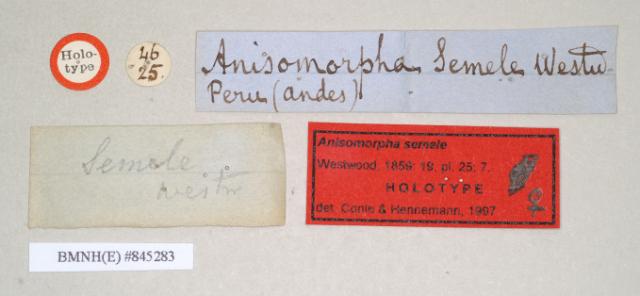 Holo-
type
46
25.
Anisomorpha Semele Westw
Peru (andes)
Semele
westw
Anisomorpha semele
Westwood, 1859: 19, pl. 25: 7.
HOLOTYPE
♀
det. Conle & Hennemann, 1997
BMNH(E) #845283